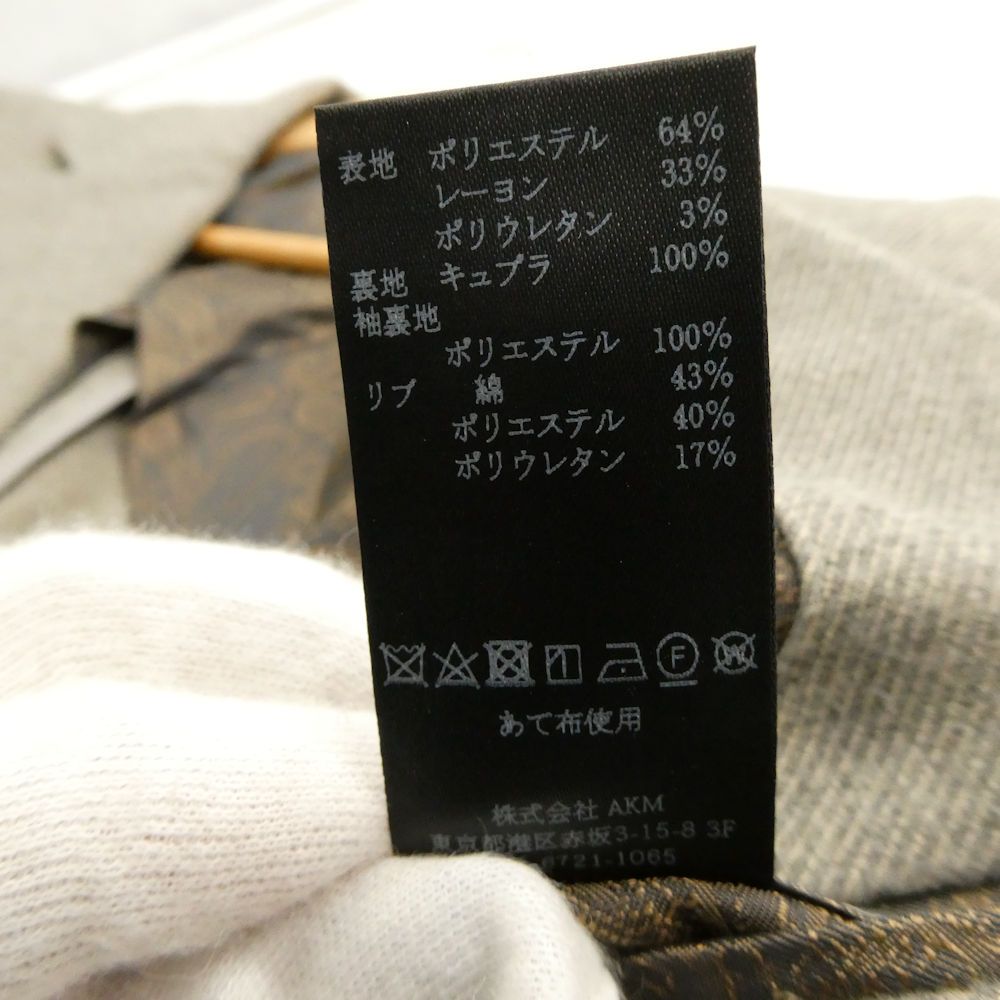 表地 ポリエステル 64%
レーヨン 33%
ポリウレタン 3%
裏地 キュプラ 100%
袖裏地
ポリエステル 100%
リブ 綿 43%
ポリエステル 40%
ポリウレタン 17%
F W
あて布使用
株式会社 AKM
東京都港区赤坂3-15-8 3F
6721-1065